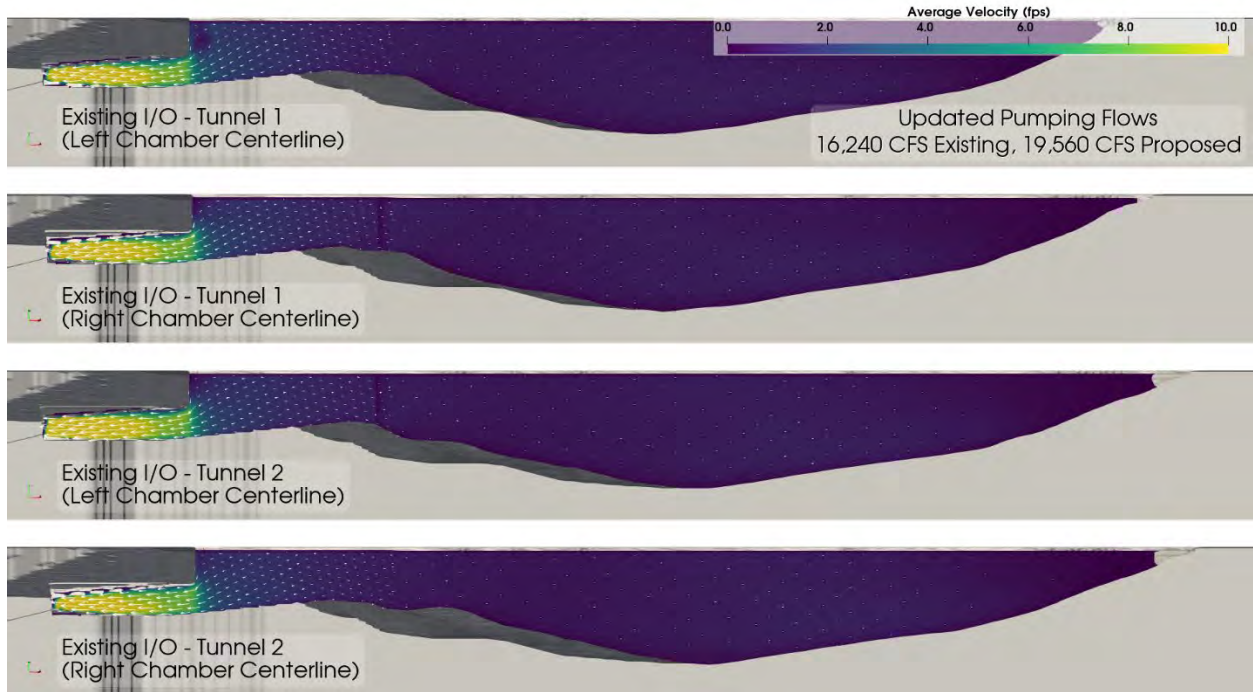 Average Velocity (fps)
0.0 2.0 4.0 6.0 8.0 10.0
Existing I/O - Tunnel 1
(Left Chamber Centerline)
Updated Pumping Flows
16,240 CFS Existing, 19,560 CFS Proposed
Existing I/O - Tunnel 1
(Right Chamber Centerline)
Existing I/O - Tunnel 2
(Left Chamber Centerline)
Existing I/O - Tunnel 2
(Right Chamber Centerline)